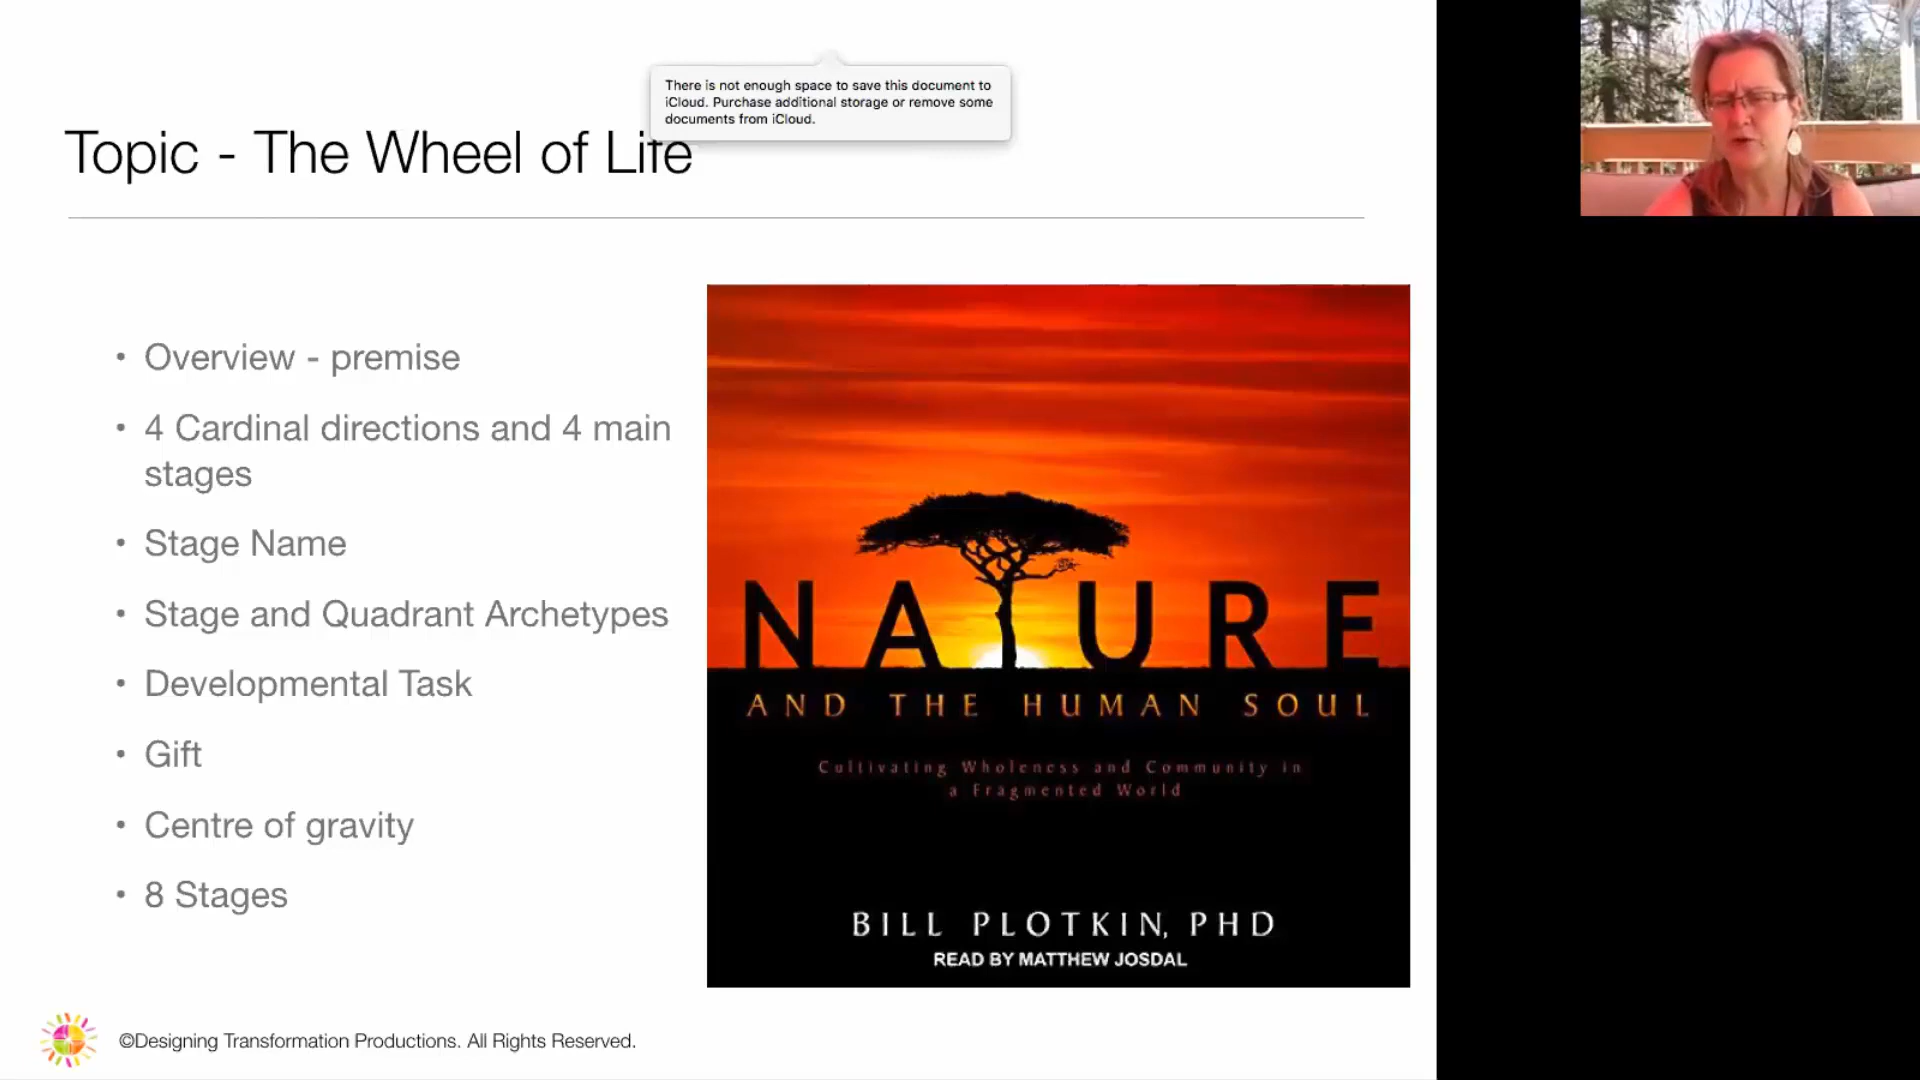 There is not enough space to save this document to
iCloud. Purchase additional storage or remove some
documents from iCloud.
Topic - The Wheel of Life
• Overview - premise
• 4 Cardinal directions and 4 main
stages
• Stage Name
• Stage and Quadrant Archetypes
• Developmental Task
• Gift
• Centre of gravity
• 8 Stages
NATURE
AND THE HUMAN SOUL
Cultivating Wholeness and Community in
a Fragmented World
BILL PLOTKIN, PHD
READ BY MATTHEW JOSDAL
©Designing Transformation Productions. All Rights Reserved.